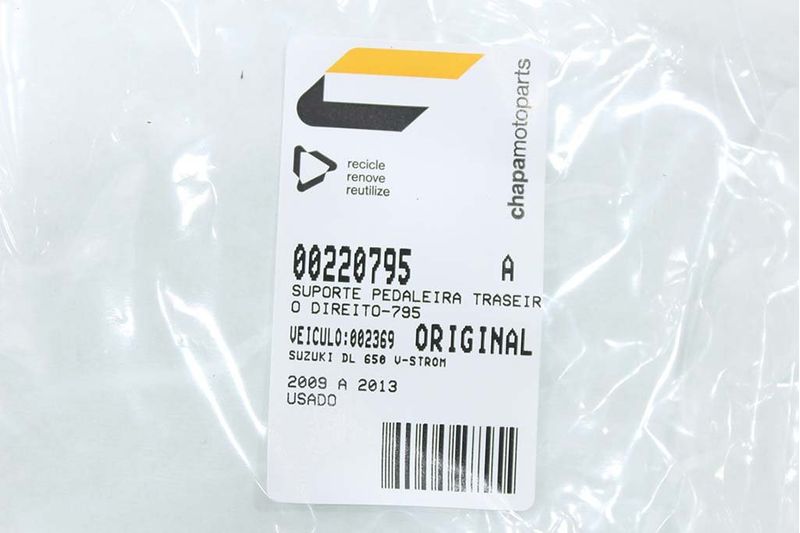 chapamotoparts
recicle
renove
reutilize
00220795 A
SUPORTE PEDALEIRA TRASEIR
O DIREITO-795
VEICULO:002369 ORIGINAL
SUZUKI DL 650 V-STROM
2009 A 2013
USADO